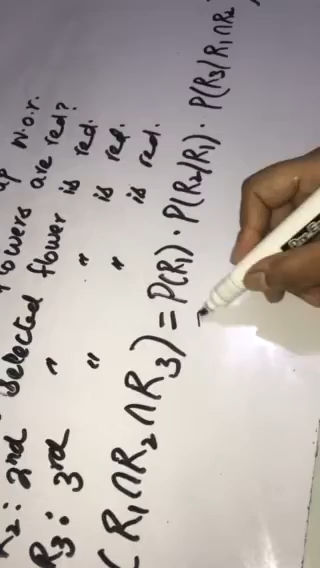 N.o.r.
flowers are red?
is red.
R2: 2nd selected flower is red.
R3: 3rd " " " is red.
(R1∩R2∩R3) = P(R1) · P(R2/R1) · P(R3/R1∩R2)